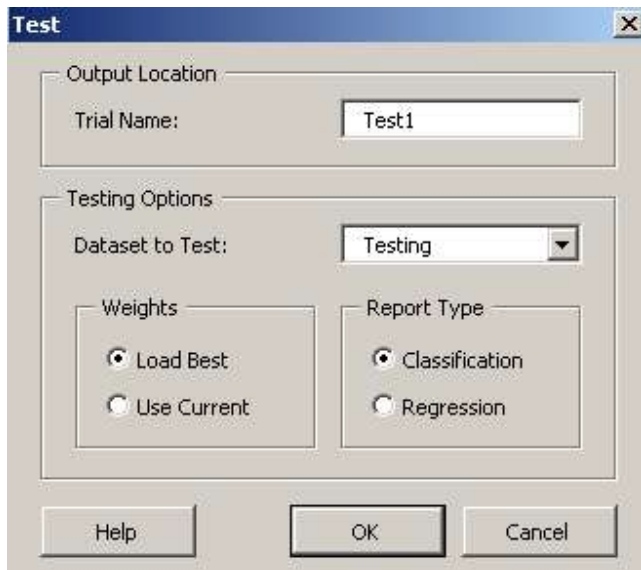 Test
Output Location
Trial Name: Test1
Testing Options
Dataset to Test: Testing
Weights
Load Best
Use Current
Report Type
Classification
Regression
Help OK Cancel